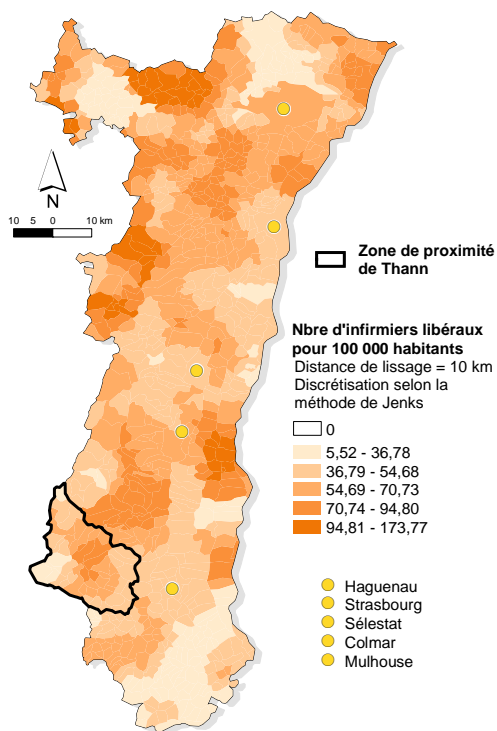 N
10 5 0 10 km
Zone de proximité
de Thann
Nbre d'infirmiers libéraux
pour 100 000 habitants
Distance de lissage = 10 km
Discrétisation selon la
méthode de Jenks
0
5,52 - 36,78
36,79 - 54,68
54,69 - 70,73
70,74 - 94,80
94,81 - 173,77
Haguenau
Strasbourg
Sélestat
Colmar
Mulhouse